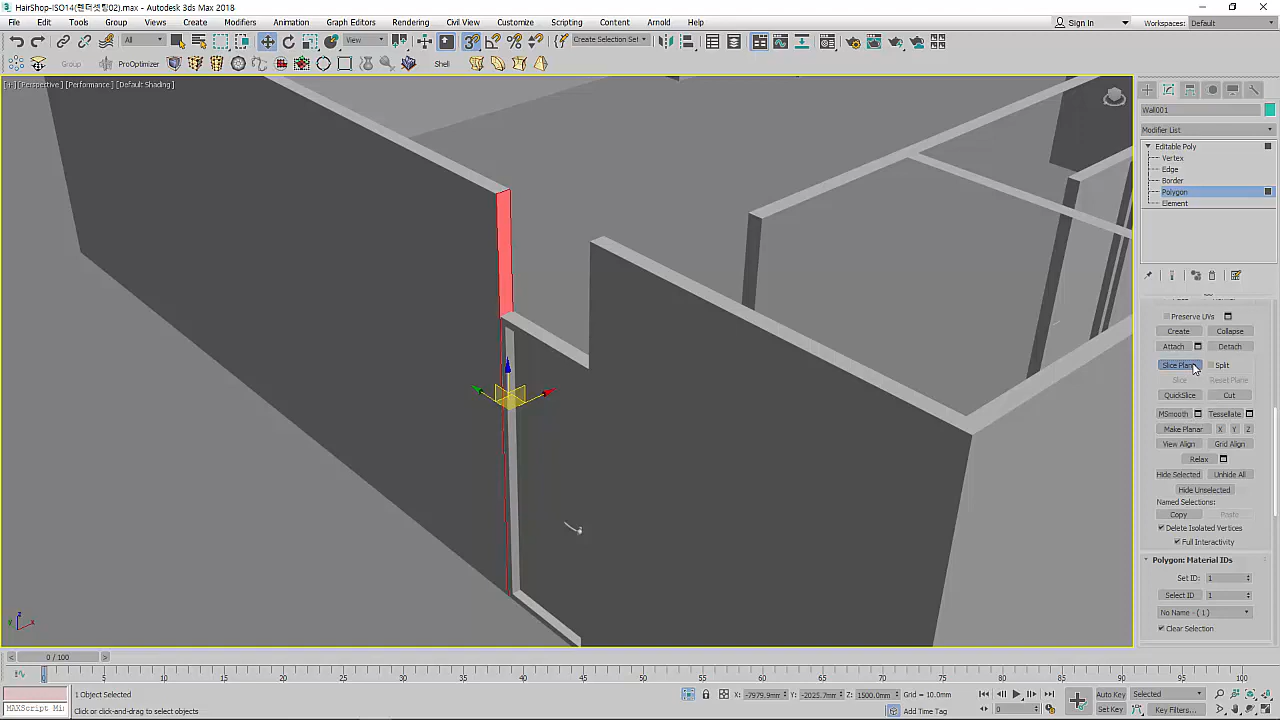 HairShop-ISO14(렌더셋팅02).max - Autodesk 3ds Max 2018
File Edit Tools Group Views Create Modifiers Animation Graph Editors Rendering Civil View Customize Scripting Content Arnold Help Sign In Workspaces: Default
All View Create Selection Set
Group ProOptimizer Shell
[+] [Perspective] [Performance] [Default Shading]
Wall001
Modifier List
Editable Poly
Vertex
Edge
Border
Polygon
Element
Preserve UVs
Create Collapse
Attach Detach
Slice Plane Split
Slice Reset Plane
QuickSlice Cut
MSmooth Tessellate
Make Planar X Y Z
View Align Grid Align
Relax
Hide Selected Unhide All
Hide Unselected
Named Selections:
Copy Paste
Delete Isolated Vertices
Full Interactivity
Polygon: Material IDs
Set ID: 1
Select ID 1
No Name - ( 1 )
Clear Selection
< 0 / 100 >
0 5 10 15 20 25 30 35 40 45 50 55 60 65 70 75 80 85 90 95 100
1 Object Selected X: -7979.9mm Y: -2025.7mm Z: 1500.0mm Grid = 10.0mm Auto Key Selected
MAXScript Mi Click or click-and-drag to select objects Add Time Tag 0 Set Key Key Filters...